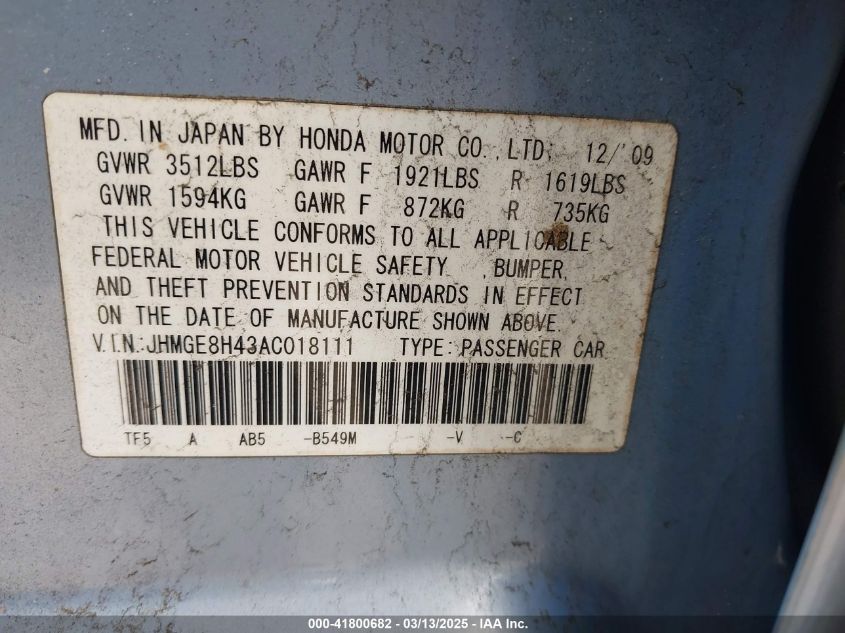 MFD. IN JAPAN BY HONDA MOTOR CO.,LTD. 12/'09
GVWR 3512LBS GAWR F 1921LBS R 1619LBS
GVWR 1594KG GAWR F 872KG R 735KG
THIS VEHICLE CONFORMS TO ALL APPLICABLE
FEDERAL MOTOR VEHICLE SAFETY ,BUMPER,
AND THEFT PREVENTION STANDARDS IN EFFECT
ON THE DATE OF MANUFACTURE SHOWN ABOVE.
V.I.N.:JHMGE8H43AC018111 TYPE:PASSENGER CAR
TF5 A AB5 -B549M -V -C
000-41800682 - 03/13/2025 - IAAI.COM